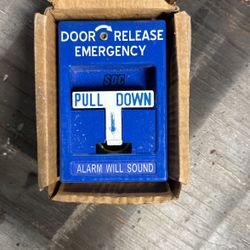 DOOR RELEASE
EMERGENCY
SDC
PULL DOWN
ALARM WILL SOUND